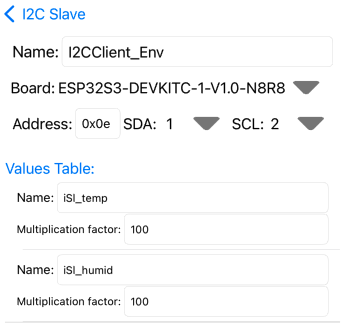 I2C Slave
Name: I2CClient_Env
Board: ESP32S3-DEVKITC-1-V1.0-N8R8
Address: 0x0e SDA: 1 SCL: 2
Values Table:
Name: iSl_temp
Multiplication factor: 100
Name: iSl_humid
Multiplication factor: 100